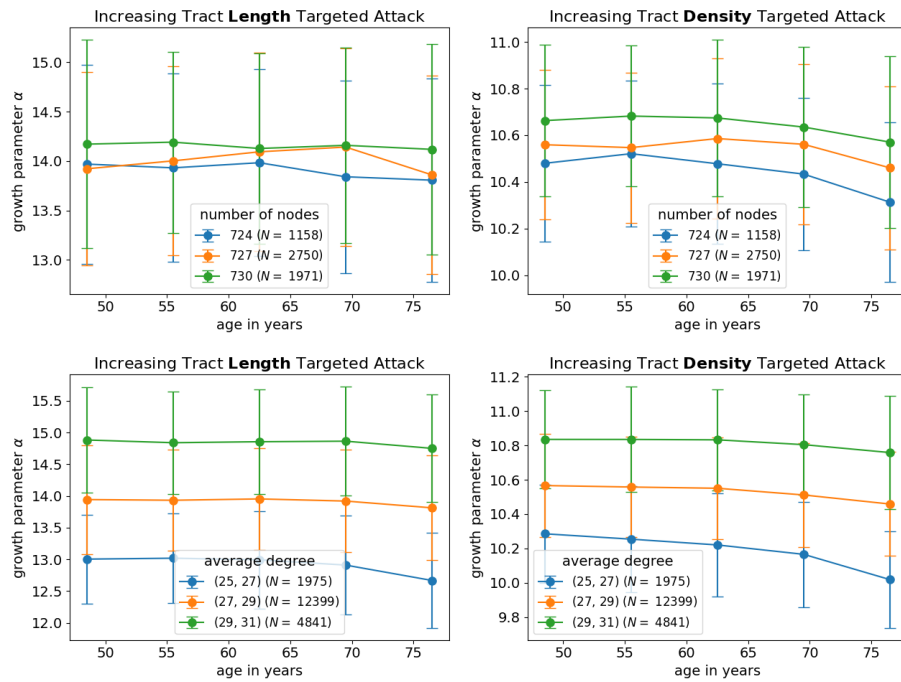 Increasing Tract Length Targeted Attack
growth parameter α
15.0
14.5
14.0
13.5
13.0
number of nodes
724 (N = 1158)
727 (N = 2750)
730 (N = 1971)
50 55 60 65 70 75
age in years
Increasing Tract Density Targeted Attack
growth parameter α
11.0
10.8
10.6
10.4
10.2
10.0
number of nodes
724 (N = 1158)
727 (N = 2750)
730 (N = 1971)
50 55 60 65 70 75
age in years
Increasing Tract Length Targeted Attack
growth parameter α
15.5
15.0
14.5
14.0
13.5
13.0
12.5
12.0
average degree
(25, 27) (N = 1975)
(27, 29) (N = 12399)
(29, 31) (N = 4841)
50 55 60 65 70 75
age in years
Increasing Tract Density Targeted Attack
growth parameter α
11.2
11.0
10.8
10.6
10.4
10.2
10.0
9.8
average degree
(25, 27) (N = 1975)
(27, 29) (N = 12399)
(29, 31) (N = 4841)
50 55 60 65 70 75
age in years